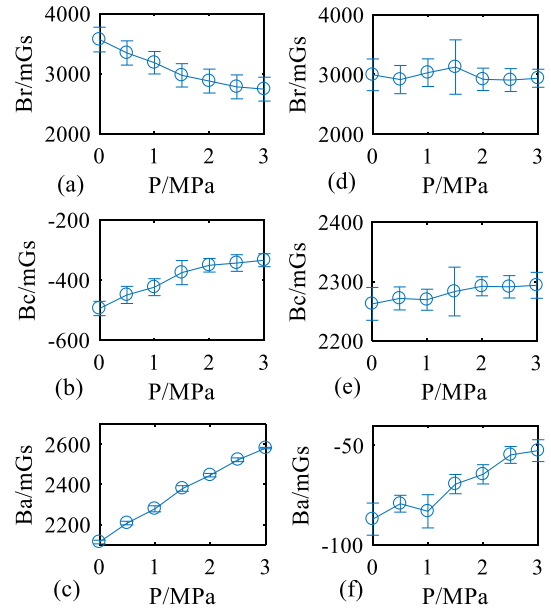 Br/mGs
4000
3000
2000
0
1
2
3
(a)
P/MPa
Br/mGs
4000
3000
2000
0
1
2
3
(d)
P/MPa
Bc/mGs
-200
-400
-600
0
1
2
3
(b)
P/MPa
Bc/mGs
2400
2300
2200
0
1
2
3
(e)
P/MPa
Ba/mGs
2600
2400
2200
0
1
2
3
(c)
P/MPa
Ba/mGs
-50
-100
0
1
2
3
(f)
P/MPa